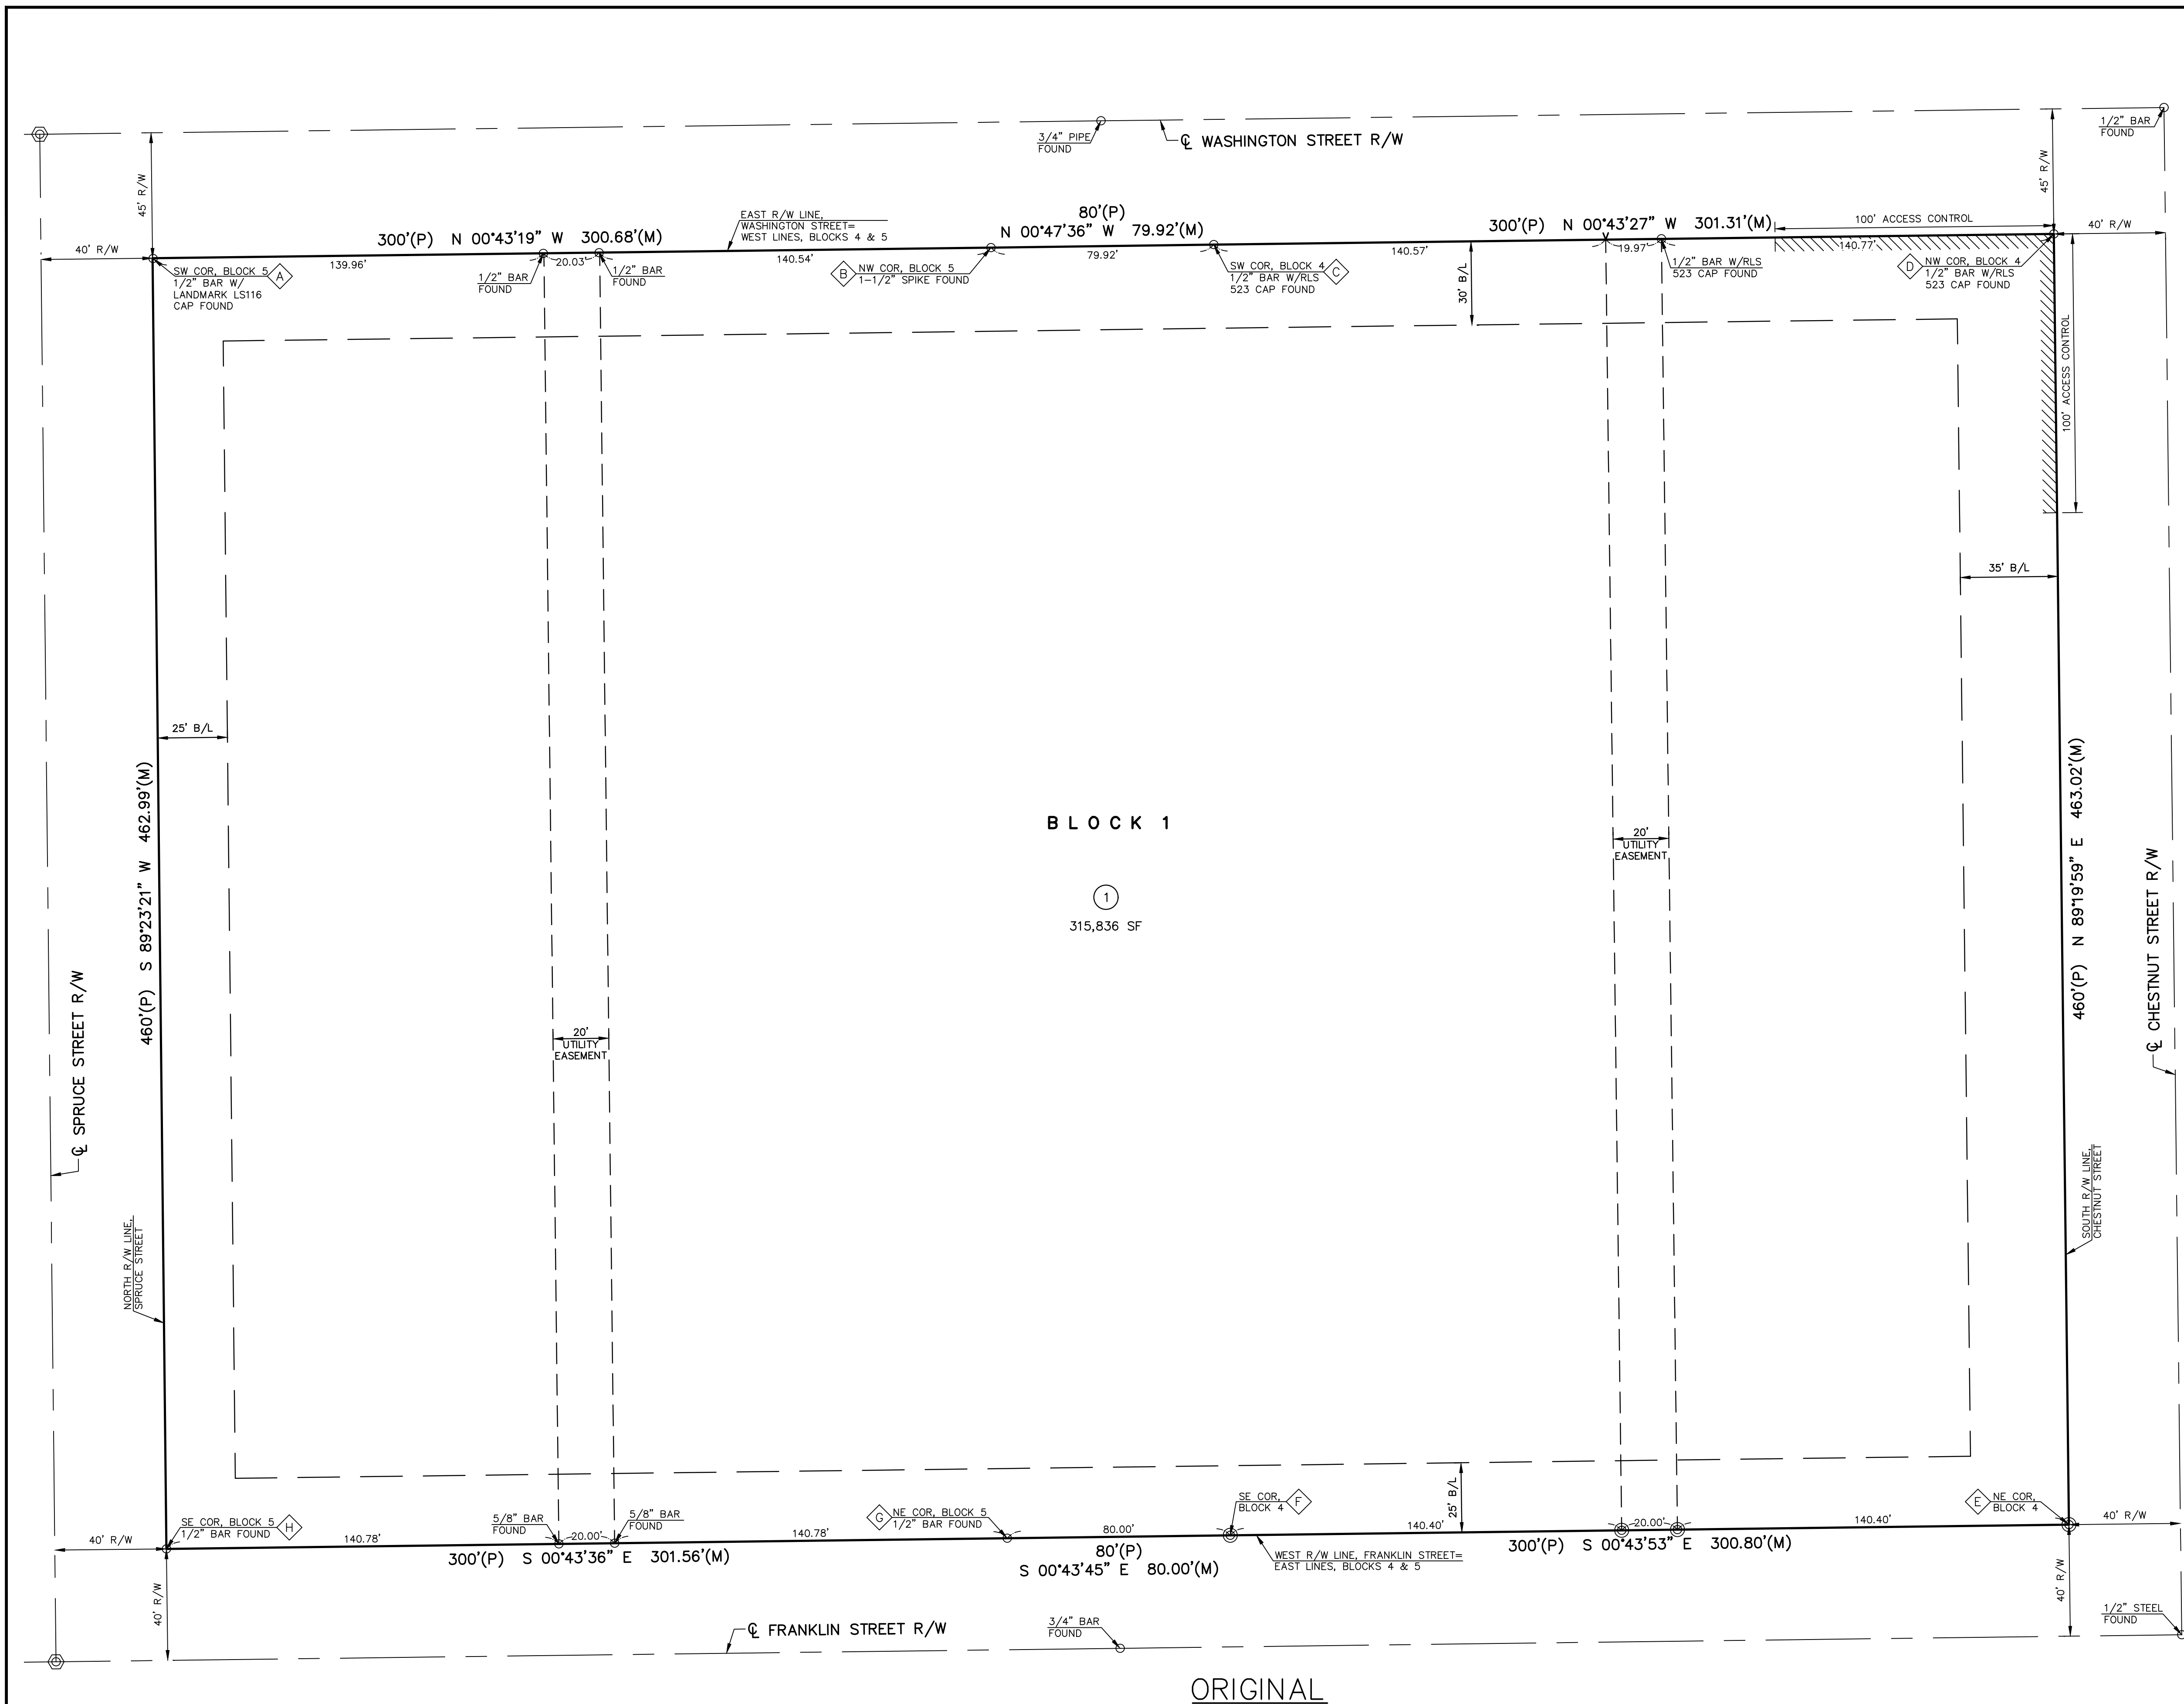 3/4" PIPE
FOUND
℄ WASHINGTON STREET R/W
1/2" BAR
FOUND
45' R/W
45' R/W
40' R/W
300'(P) N 00°43'19" W 300.68'(M)
EAST R/W LINE,
WASHINGTON STREET=
WEST LINES, BLOCKS 4 & 5
80'(P)
N 00°47'36" W 79.92'(M)
300'(P) N 00°43'27" W 301.31'(M)
100' ACCESS CONTROL
40' R/W
139.96'
20.03'
140.54'
79.92'
140.57'
19.97'
140.77'
SW COR, BLOCK 5
1/2" BAR W/
LANDMARK LS116
CAP FOUND
A
1/2" BAR
FOUND
1/2" BAR
FOUND
B
NW COR, BLOCK 5
1-1/2" SPIKE FOUND
SW COR, BLOCK 4
1/2" BAR W/RLS
523 CAP FOUND
C
30' B/L
1/2" BAR W/RLS
523 CAP FOUND
D
NW COR, BLOCK 4
1/2" BAR W/RLS
523 CAP FOUND
100' ACCESS CONTROL
35' B/L
25' B/L
460'(P) S 89°23'21" W 462.99'(M)
460'(P) N 89°19'59" E 463.02'(M)
BLOCK 1
1
315,836 SF
20'
UTILITY
EASEMENT
20'
UTILITY
EASEMENT
℄ SPRUCE STREET R/W
℄ CHESTNUT STREET R/W
NORTH R/W LINE,
SPRUCE STREET
SOUTH R/W LINE,
CHESTNUT STREET
SE COR, BLOCK 5
1/2" BAR FOUND
H
5/8" BAR
FOUND
5/8" BAR
FOUND
G
NE COR, BLOCK 5
1/2" BAR FOUND
SE COR,
BLOCK 4
F
25' B/L
E
NE COR,
BLOCK 4
40' R/W
140.78'
20.00'
140.78'
80.00'
140.40'
20.00'
140.40'
40' R/W
300'(P) S 00°43'36" E 301.56'(M)
80'(P)
S 00°43'45" E 80.00'(M)
WEST R/W LINE, FRANKLIN STREET=
EAST LINES, BLOCKS 4 & 5
300'(P) S 00°43'53" E 300.80'(M)
40' R/W
40' R/W
℄ FRANKLIN STREET R/W
3/4" BAR
FOUND
1/2" STEEL
FOUND
ORIGINAL